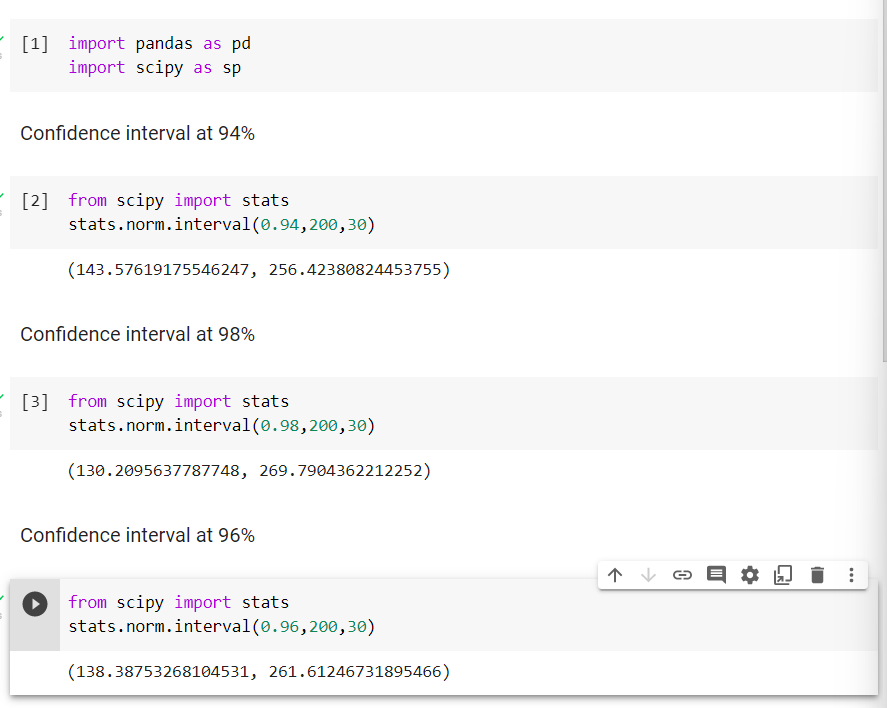 [1] import pandas as pd
import scipy as sp
Confidence interval at 94%
[2] from scipy import stats
stats.norm.interval(0.94,200,30)
(143.57619175546247, 256.42380824453755)
Confidence interval at 98%
[3] from scipy import stats
stats.norm.interval(0.98,200,30)
(130.2095637787748, 269.7904362212252)
Confidence interval at 96%
from scipy import stats
stats.norm.interval(0.96,200,30)
(138.38753268104531, 261.61246731895466)